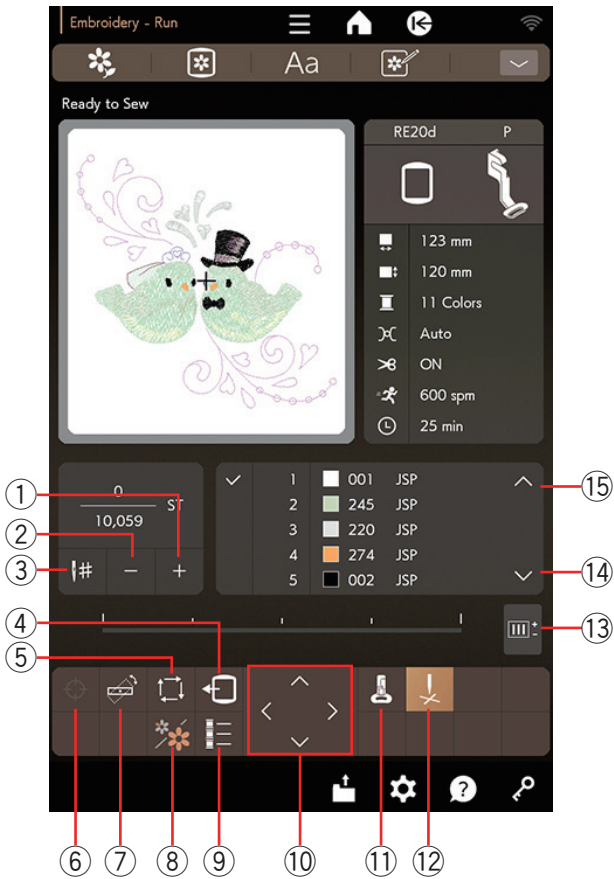 Embroidery - Run
Aa
Ready to Sew
RE20d P
123 mm
120 mm
11 Colors
Auto
ON
600 spm
25 min
0
10,059
ST
#
−
+
1 001 JSP
2 245 JSP
3 220 JSP
4 274 JSP
5 002 JSP
?
①
②
③
④
⑤
⑥ ⑦ ⑧ ⑨ ⑩ ⑪ ⑫
⑬
⑭
⑮